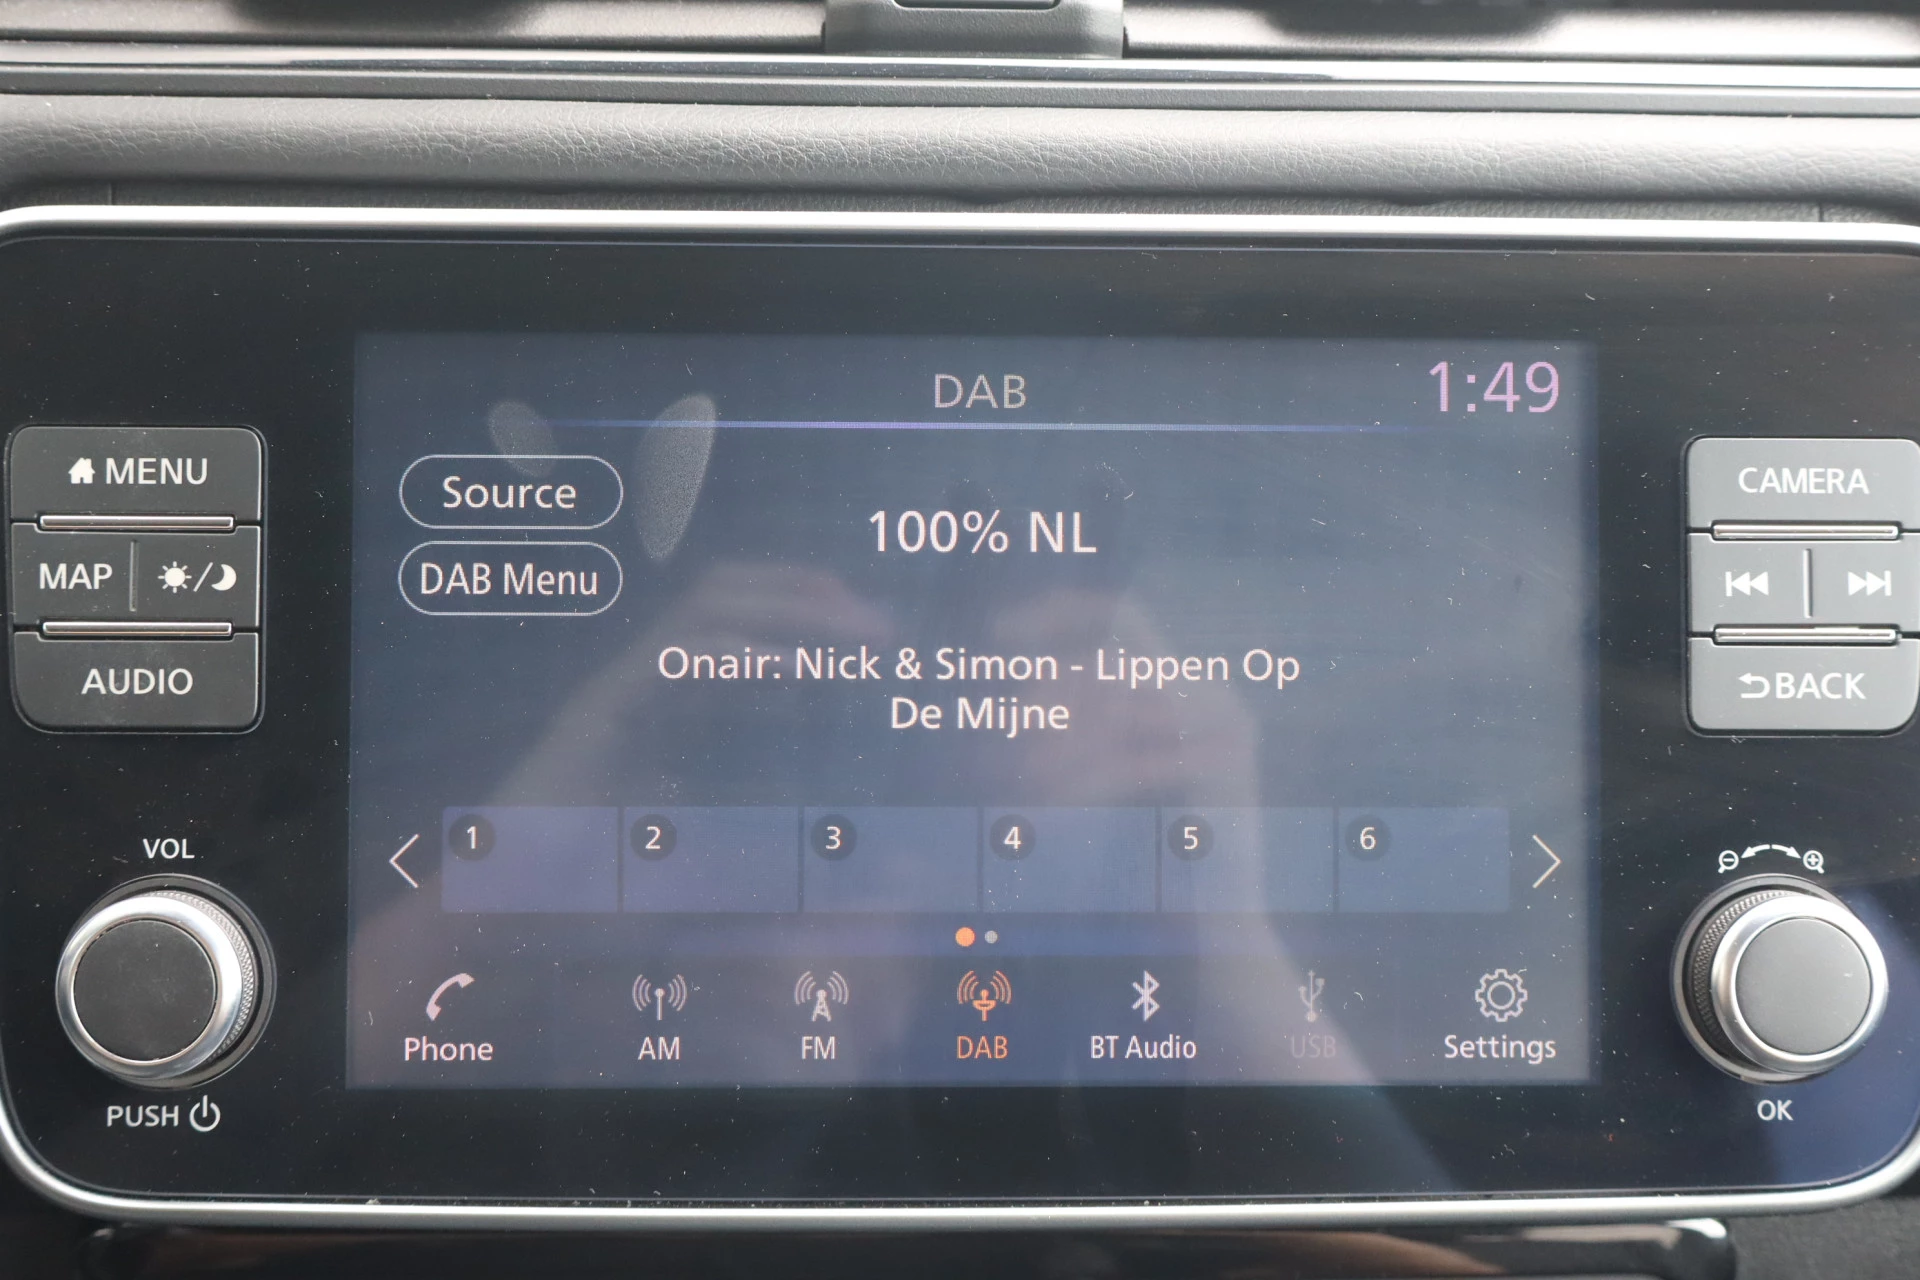 DAB
1:49
MENU
MAP
AUDIO
Source
DAB Menu
100% NL
Onair: Nick & Simon - Lippen Op
De Mijne
CAMERA
BACK
VOL
PUSH
1 2 3 4 5 6
Phone AM FM DAB BT Audio USB Settings
OK